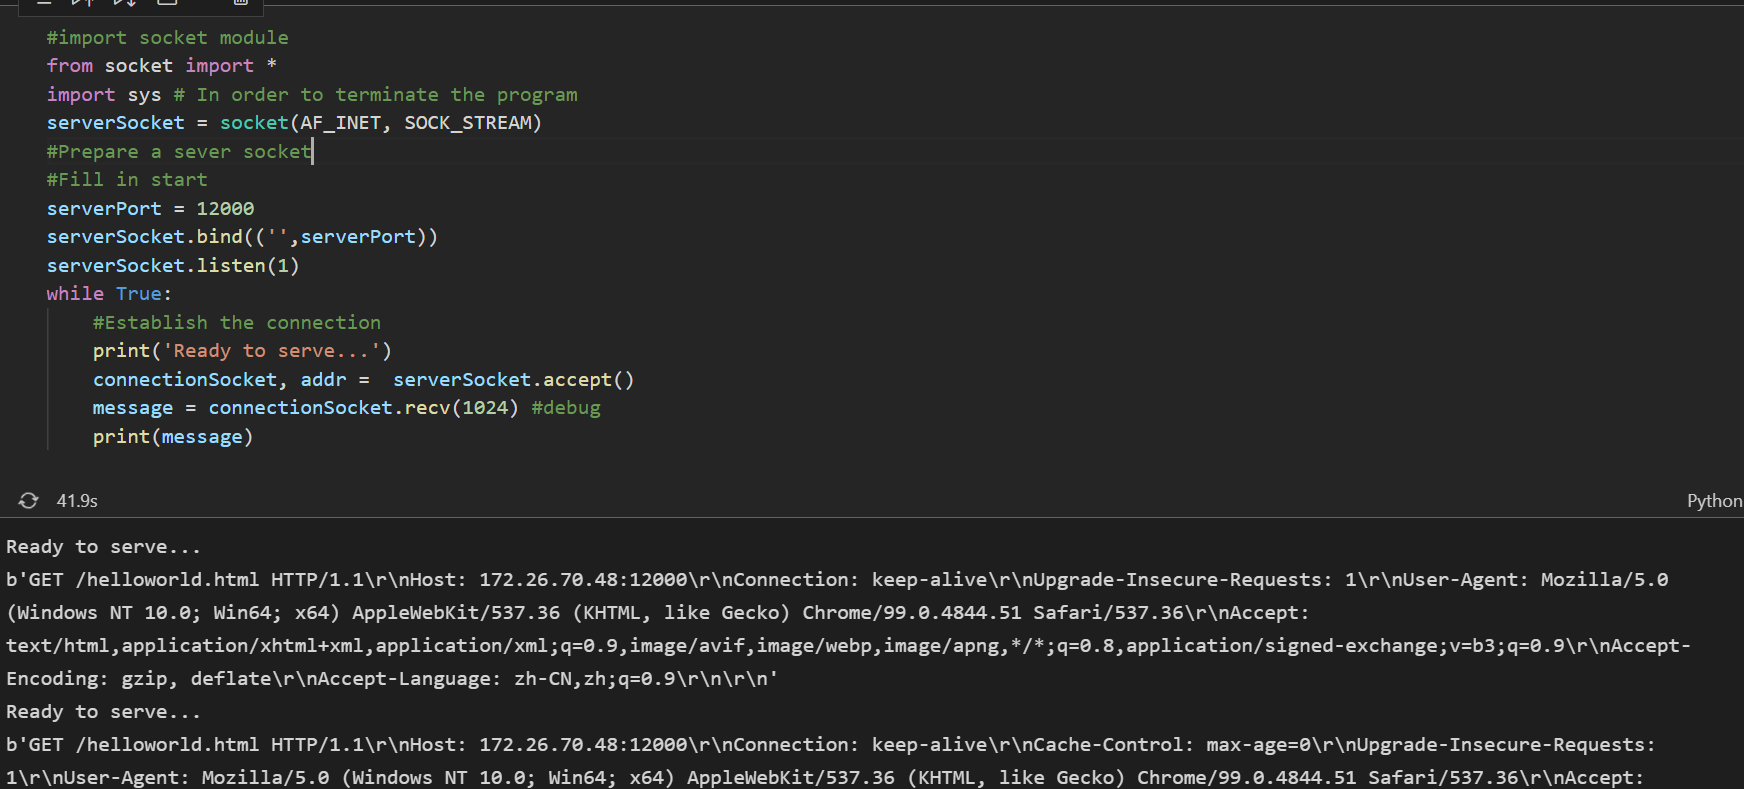 #import socket module
from socket import *
import sys # In order to terminate the program
serverSocket = socket(AF_INET, SOCK_STREAM)
#Prepare a sever socket
#Fill in start
serverPort = 12000
serverSocket.bind(('',serverPort))
serverSocket.listen(1)
while True:
    #Establish the connection
    print('Ready to serve...')
    connectionSocket, addr =  serverSocket.accept()
    message = connectionSocket.recv(1024) #debug
    print(message)
41.9s
Python
Ready to serve...
b'GET /helloworld.html HTTP/1.1\r\nHost: 172.26.70.48:12000\r\nConnection: keep-alive\r\nUpgrade-Insecure-Requests: 1\r\nUser-Agent: Mozilla/5.0
(Windows NT 10.0; Win64; x64) AppleWebKit/537.36 (KHTML, like Gecko) Chrome/99.0.4844.51 Safari/537.36\r\nAccept:
text/html,application/xhtml+xml,application/xml;q=0.9,image/avif,image/webp,image/apng,*/*;q=0.8,application/signed-exchange;v=b3;q=0.9\r\nAccept-
Encoding: gzip, deflate\r\nAccept-Language: zh-CN,zh;q=0.9\r\n\r\n'
Ready to serve...
b'GET /helloworld.html HTTP/1.1\r\nHost: 172.26.70.48:12000\r\nConnection: keep-alive\r\nCache-Control: max-age=0\r\nUpgrade-Insecure-Requests:
1\r\nUser-Agent: Mozilla/5.0 (Windows NT 10.0; Win64; x64) AppleWebKit/537.36 (KHTML, like Gecko) Chrome/99.0.4844.51 Safari/537.36\r\nAccept: